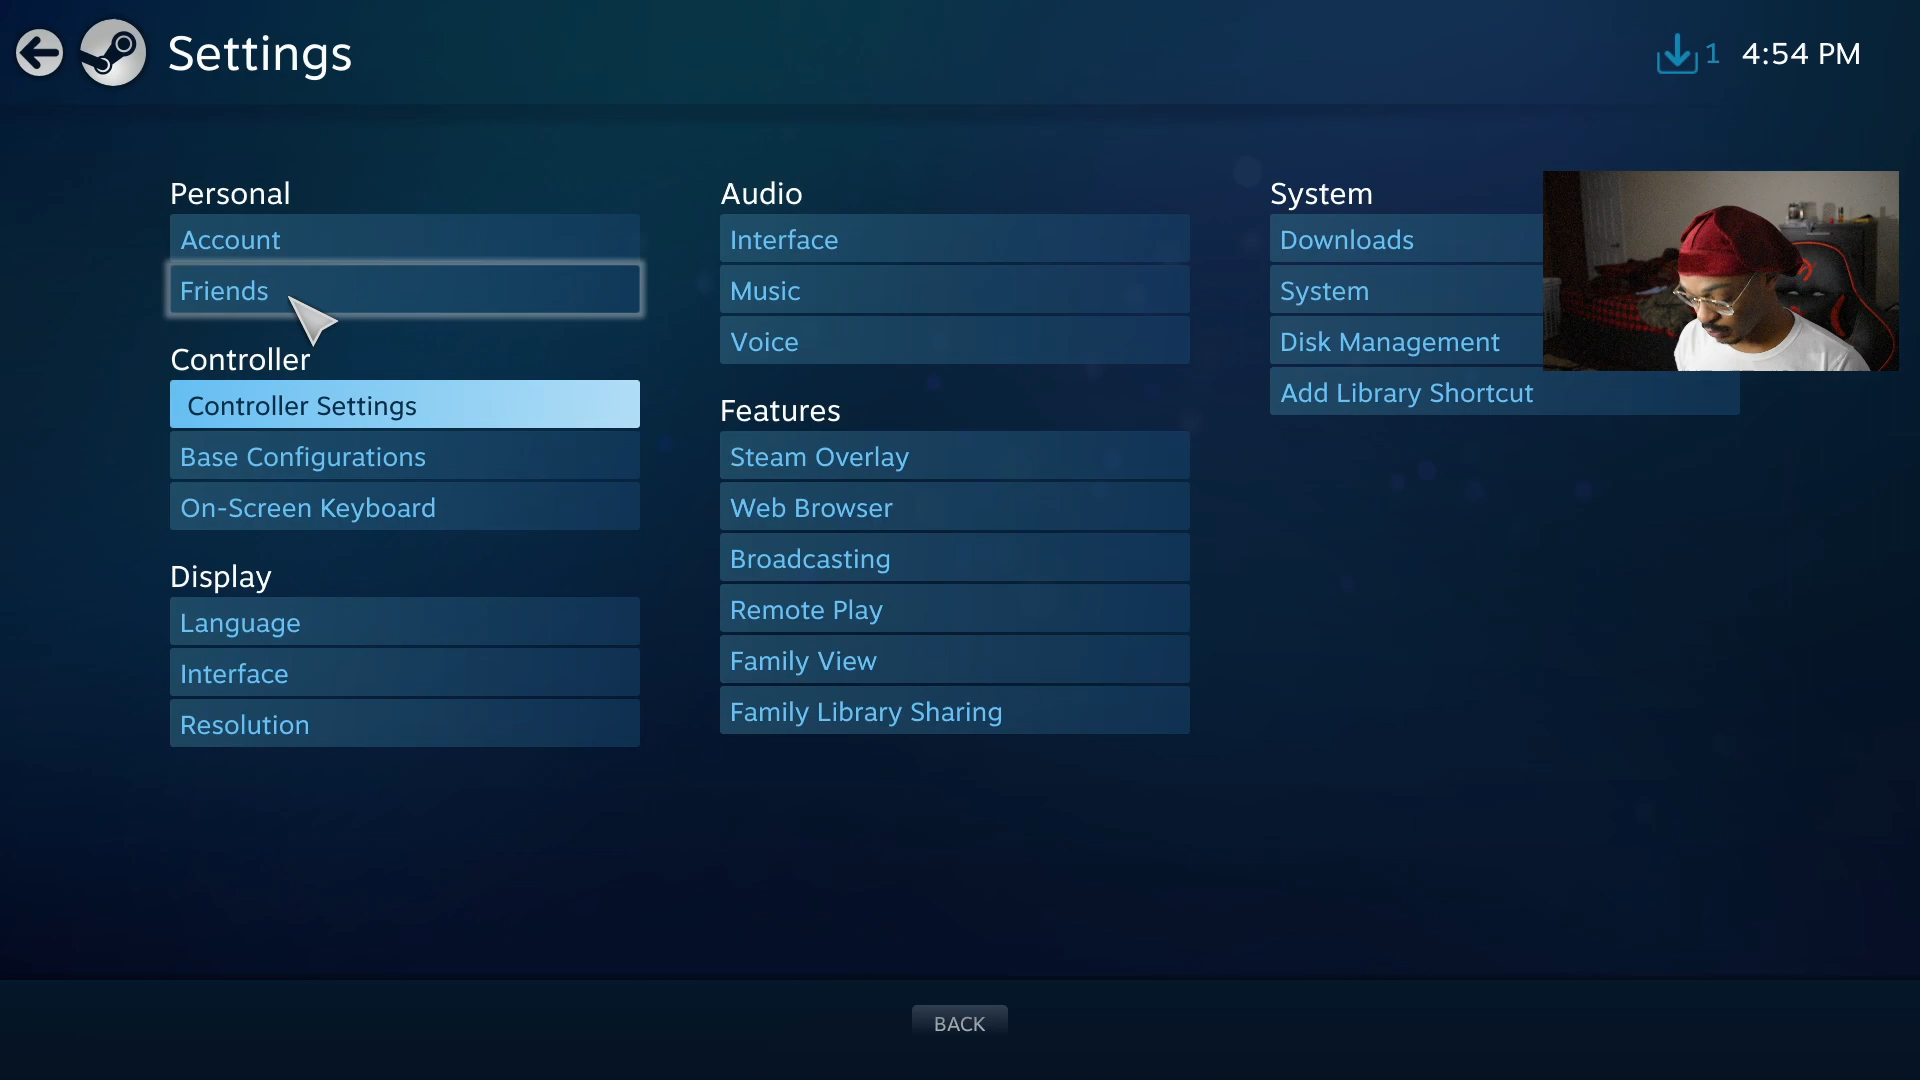 Settings
1 4:54 PM
Personal
Account
Friends
Controller
Controller Settings
Base Configurations
On-Screen Keyboard
Display
Language
Interface
Resolution
Audio
Interface
Music
Voice
Features
Steam Overlay
Web Browser
Broadcasting
Remote Play
Family View
Family Library Sharing
System
Downloads
System
Disk Management
Add Library Shortcut
BACK